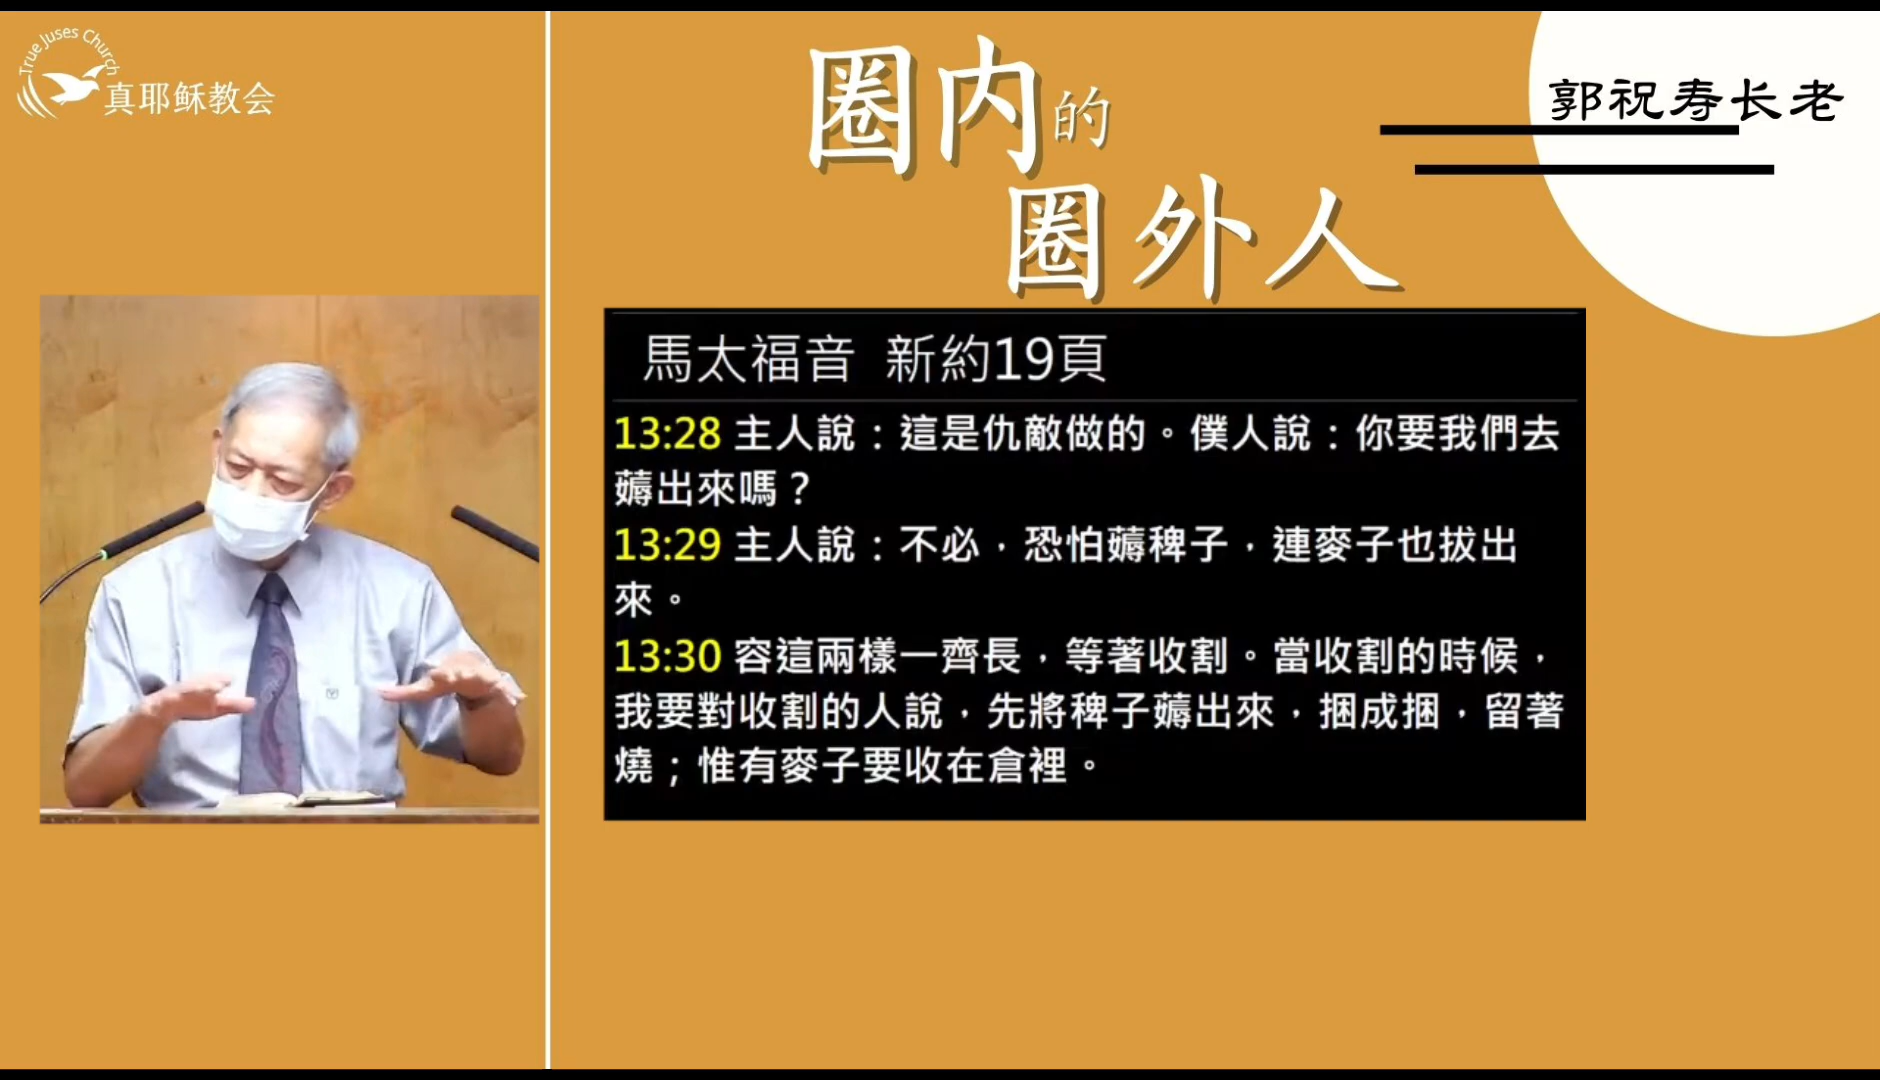 True Juses Church
真耶稣教会
圈内的
圈外人
郭祝寿长老
馬太福音 新約19頁
13:28 主人說：這是仇敵做的。僕人說：你要我們去
薅出來嗎？
13:29 主人說：不必，恐怕薅稗子，連麥子也拔出
來。
13:30 容這兩樣一齊長，等著收割。當收割的時候，
我要對收割的人說，先將稗子薅出來，捆成捆，留著
燒；惟有麥子要收在倉裡。